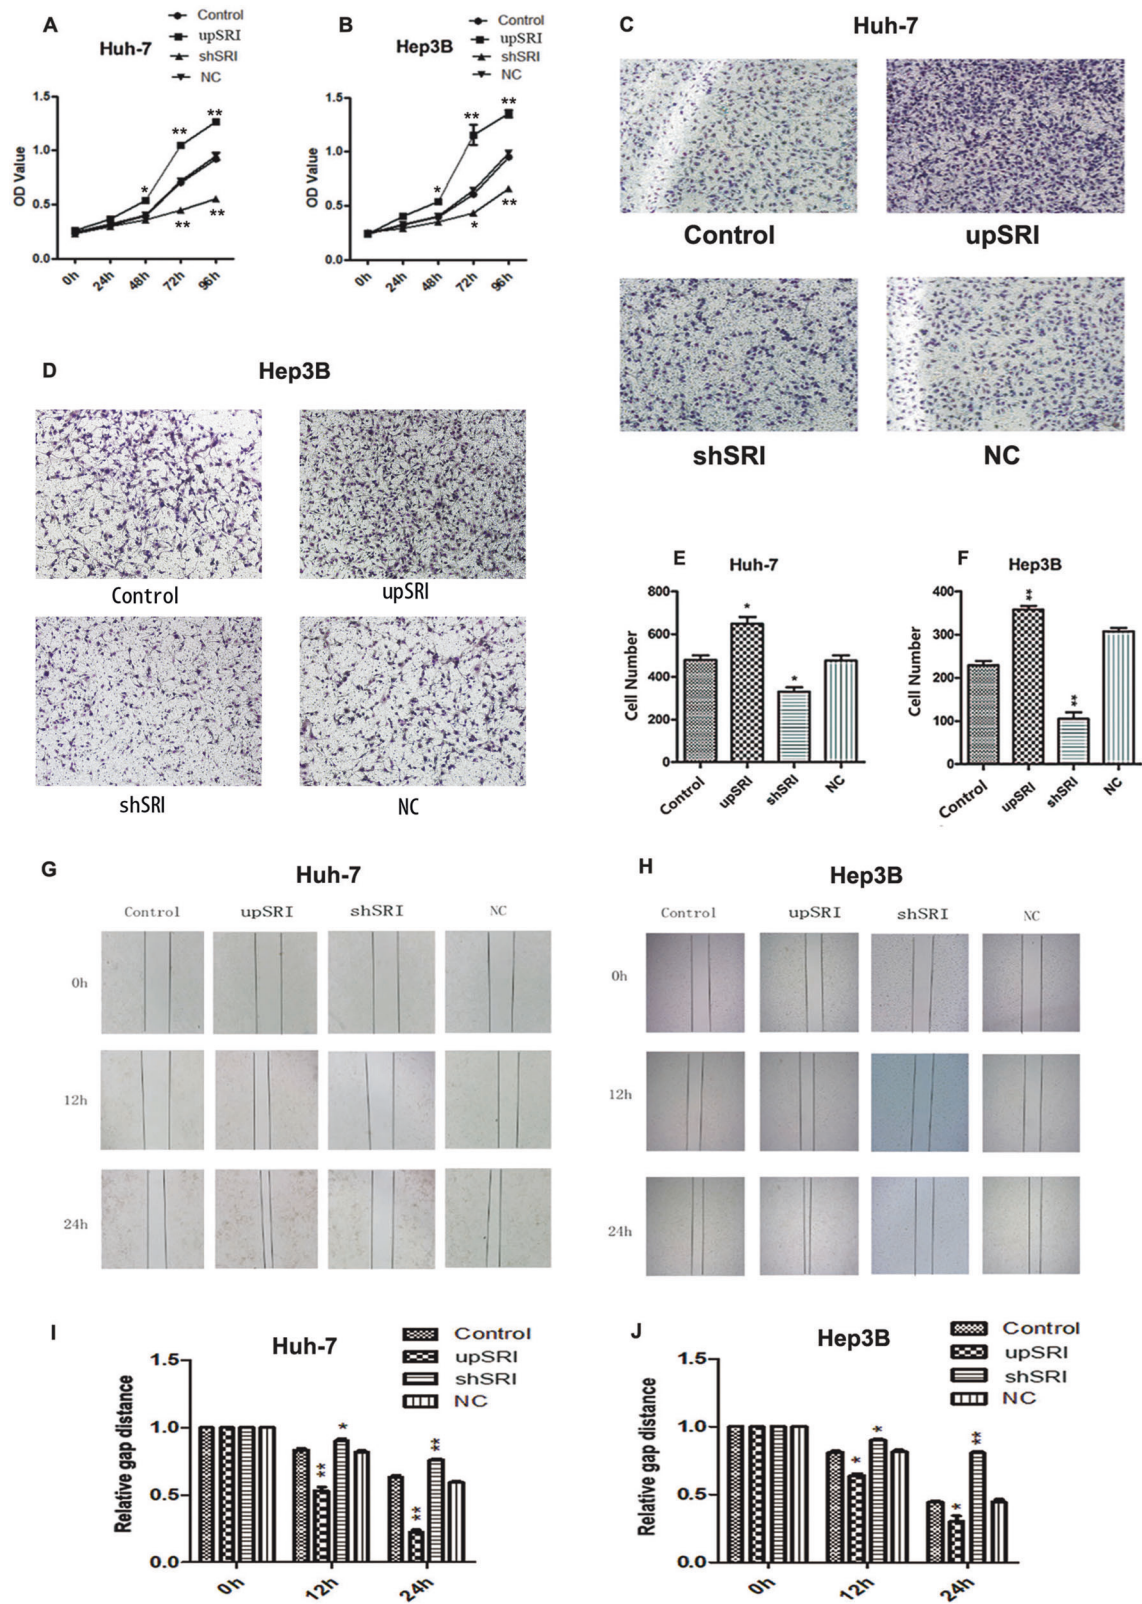 A
Huh-7
Control
upSRI
shSRI
NC
OD Value
1.5
1.0
0.5
0.0
*
**
**
**
**
0h
24h
48h
72h
96h
B
Hep3B
Control
upSRI
shSRI
NC
OD Value
1.5
1.0
0.5
0.0
*
**
**
*
**
0h
24h
48h
72h
96h
C
Huh-7
Control
upSRI
shSRI
NC
D
Hep3B
Control
upSRI
shSRI
NC
E
Huh-7
Cell Number
800
600
400
200
0
*
*
Control
upSRI
shSRI
NC
F
Hep3B
Cell Number
400
300
200
100
0
**
**
Control
upSRI
shSRI
NC
G
Huh-7
Control
upSRI
shSRI
NC
0h
12h
24h
H
Hep3B
Control
upSRI
shSRI
NC
0h
12h
24h
I
Huh-7
Control
upSRI
shSRI
NC
Relative gap distance
1.5
1.0
0.5
0.0
**
*
**
**
0h
12h
24h
J
Hep3B
Control
upSRI
shSRI
NC
Relative gap distance
1.5
1.0
0.5
0.0
*
*
*
**
0h
12h
24h